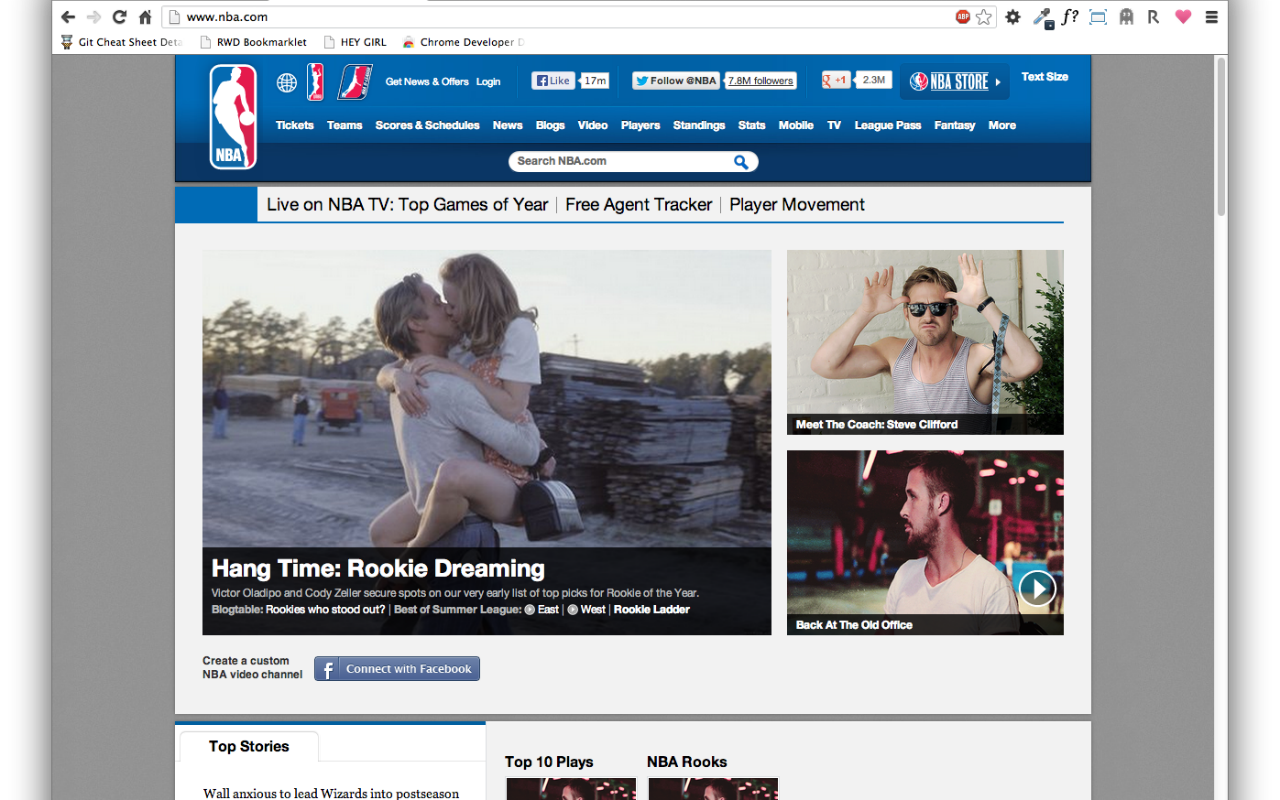 www.nba.com
ABP
f?
R
Git Cheat Sheet Deta
RWD Bookmarklet
HEY GIRL
Chrome Developer D
NBA
Get News & Offers
Login
Like
17m
Follow @NBA
7.8M followers
+1
2.3M
NBA STORE
Text Size
Tickets Teams Scores & Schedules News Blogs Video Players Standings Stats Mobile TV League Pass Fantasy More
Search NBA.com
Live on NBA TV: Top Games of Year | Free Agent Tracker | Player Movement
Hang Time: Rookie Dreaming
Victor Oladipo and Cody Zeller secure spots on our very early list of top picks for Rookie of the Year.
Blogtable: Rookies who stood out? | Best of Summer League: East | West | Rookie Ladder
Meet The Coach: Steve Clifford
Back At The Old Office
Create a custom
NBA video channel
f Connect with Facebook
Top Stories
Wall anxious to lead Wizards into postseason
Top 10 Plays
NBA Rooks